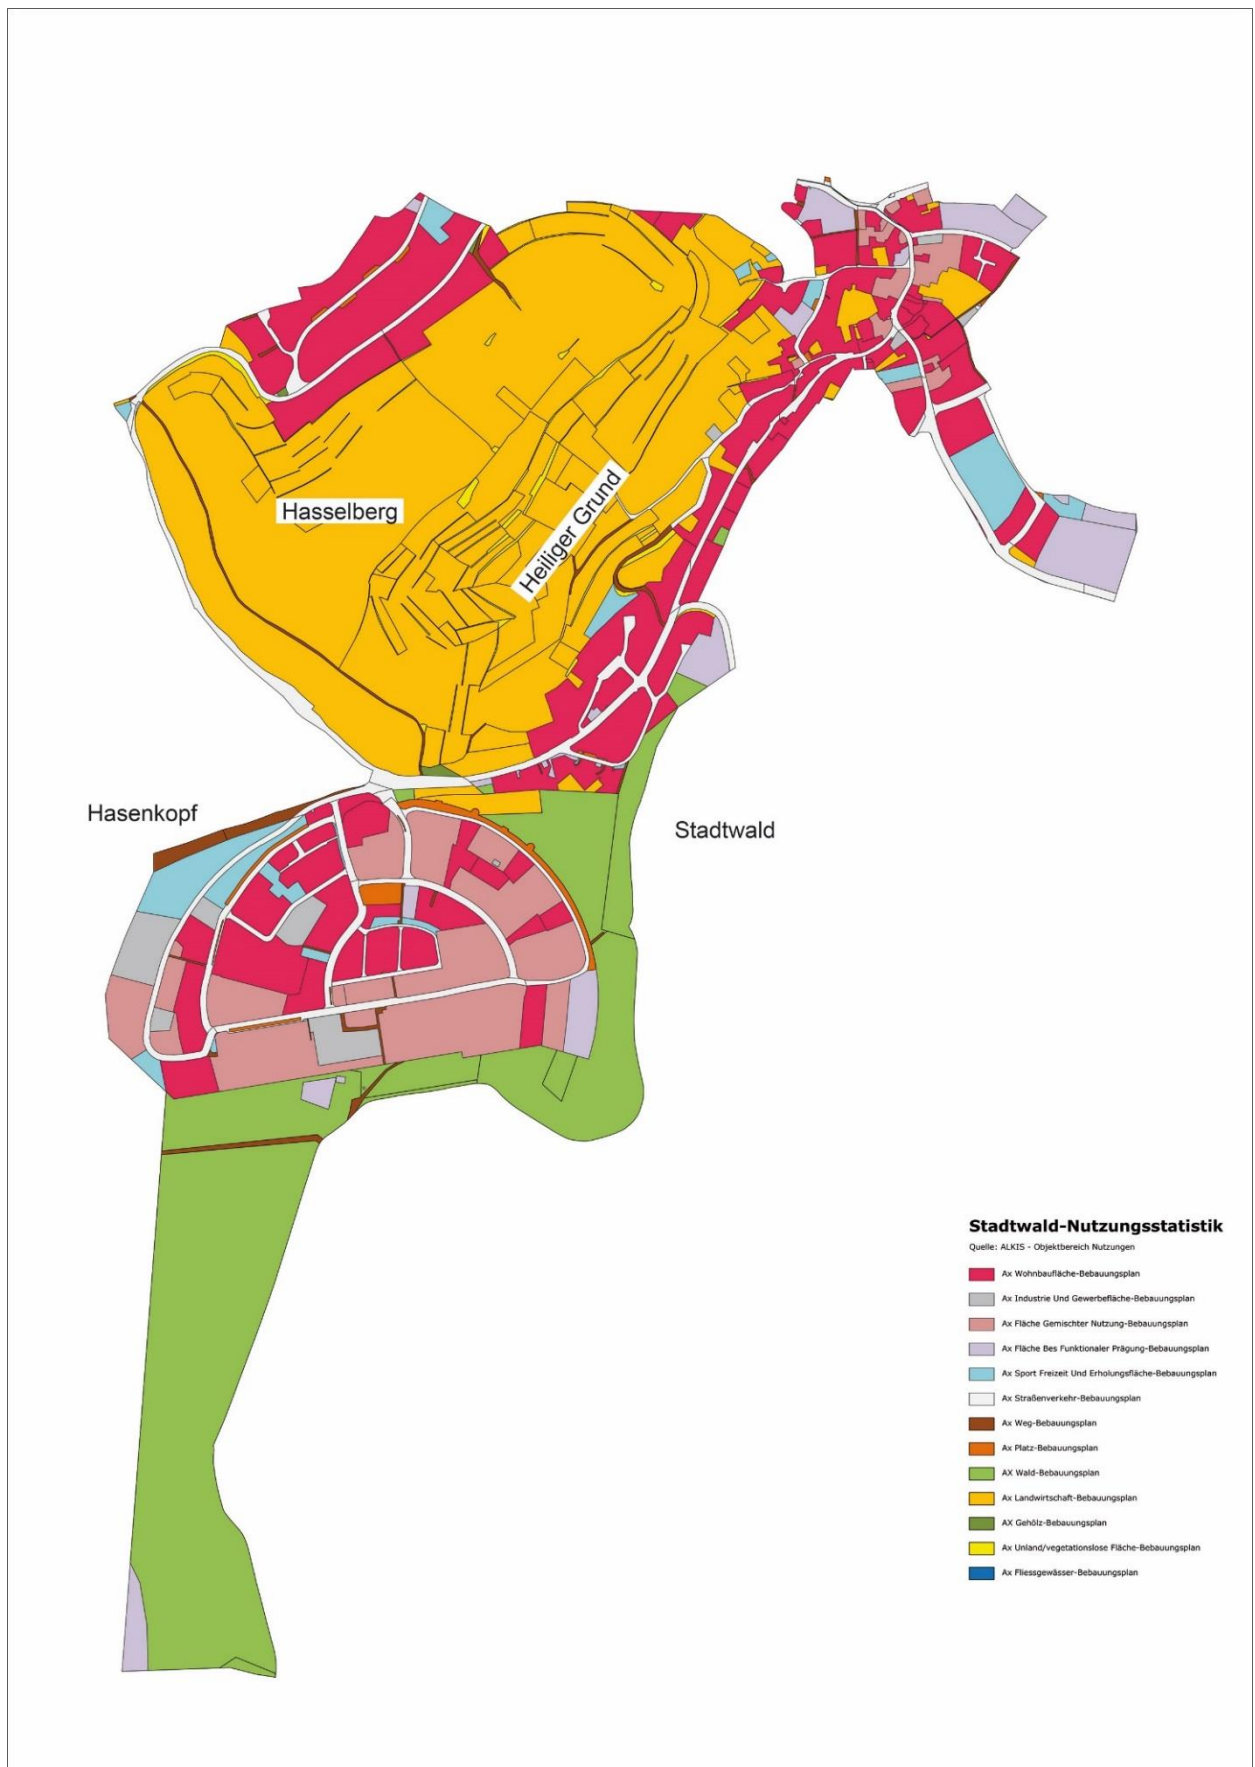 Hasselberg
Heiliger Grund
Hasenkopf
Stadtwald
Stadtwald-Nutzungsstatistik
Quelle: ALKIS - Objektbereich Nutzungen
Ax Wohnbaufläche-Bebauungsplan
Ax Industrie Und Gewerbefläche-Bebauungsplan
Ax Fläche Gemischter Nutzung-Bebauungsplan
Ax Fläche Bes Funktionaler Prägung-Bebauungsplan
Ax Sport Freizeit Und Erholungsfläche-Bebauungsplan
Ax Straßenverkehr-Bebauungsplan
Ax Weg-Bebauungsplan
Ax Platz-Bebauungsplan
AX Wald-Bebauungsplan
Ax Landwirtschaft-Bebauungsplan
AX Gehölz-Bebauungsplan
Ax Unland/vegetationslose Fläche-Bebauungsplan
Ax Fliessgewässer-Bebauungsplan